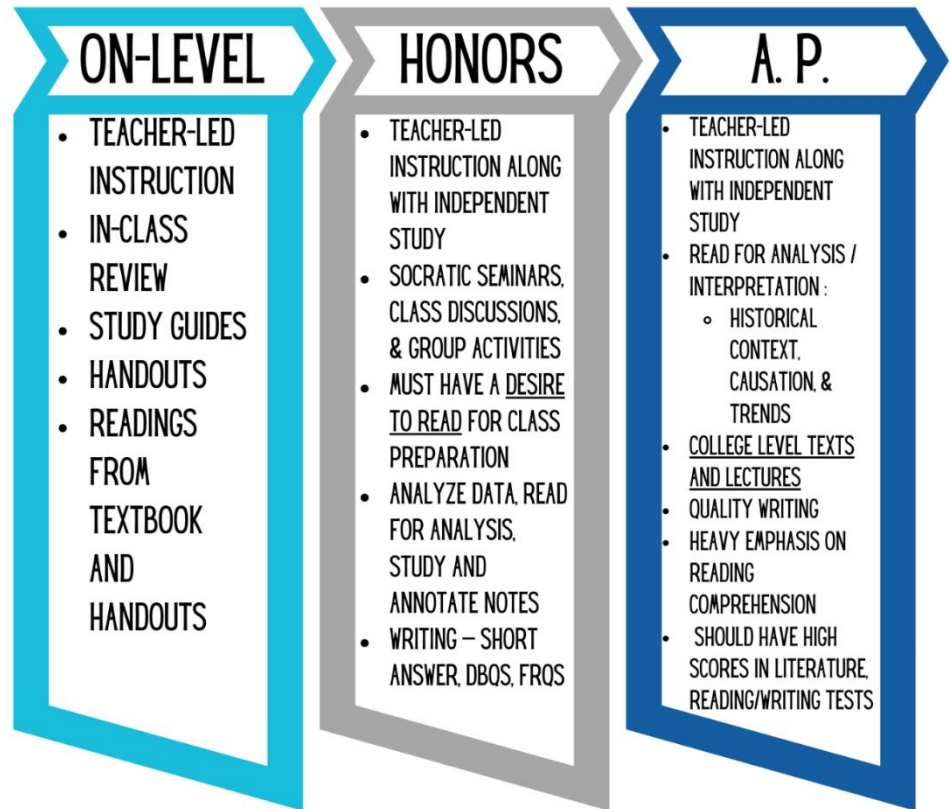 ON-LEVEL
• TEACHER-LED
INSTRUCTION
• IN-CLASS
REVIEW
• STUDY GUIDES
• HANDOUTS
• READINGS
FROM
TEXTBOOK
AND
HANDOUTS
HONORS
• TEACHER-LED
INSTRUCTION ALONG
WITH INDEPENDENT
STUDY
• SOCRATIC SEMINARS,
CLASS DISCUSSIONS,
& GROUP ACTIVITIES
• MUST HAVE A DESIRE
TO READ FOR CLASS
PREPARATION
• ANALYZE DATA, READ
FOR ANALYSIS,
STUDY AND
ANNOTATE NOTES
• WRITING – SHORT
ANSWER, DBQS, FRQS
A. P.
• TEACHER-LED
INSTRUCTION ALONG
WITH INDEPENDENT
STUDY
• READ FOR ANALYSIS /
INTERPRETATION :
○ HISTORICAL
CONTEXT,
CAUSATION, &
TRENDS
• COLLEGE LEVEL TEXTS
AND LECTURES
• QUALITY WRITING
• HEAVY EMPHASIS ON
READING
COMPREHENSION
• SHOULD HAVE HIGH
SCORES IN LITERATURE,
READING/WRITING TESTS